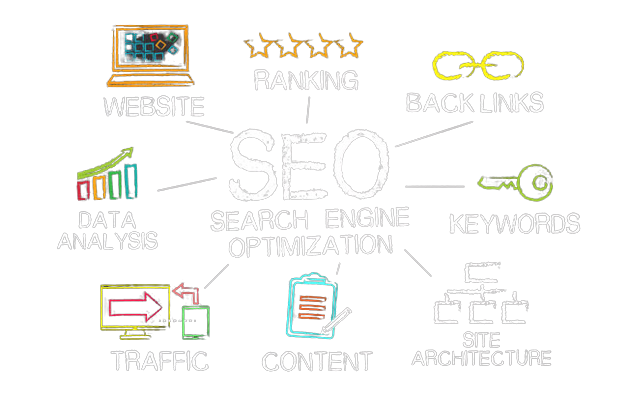 WEBSITE
RANKING
BACK LINKS
SEO
SEARCH ENGINE
OPTIMIZATION
DATA
ANALYSIS
KEYWORDS
TRAFFIC
CONTENT
SITE
ARCHITECTURE